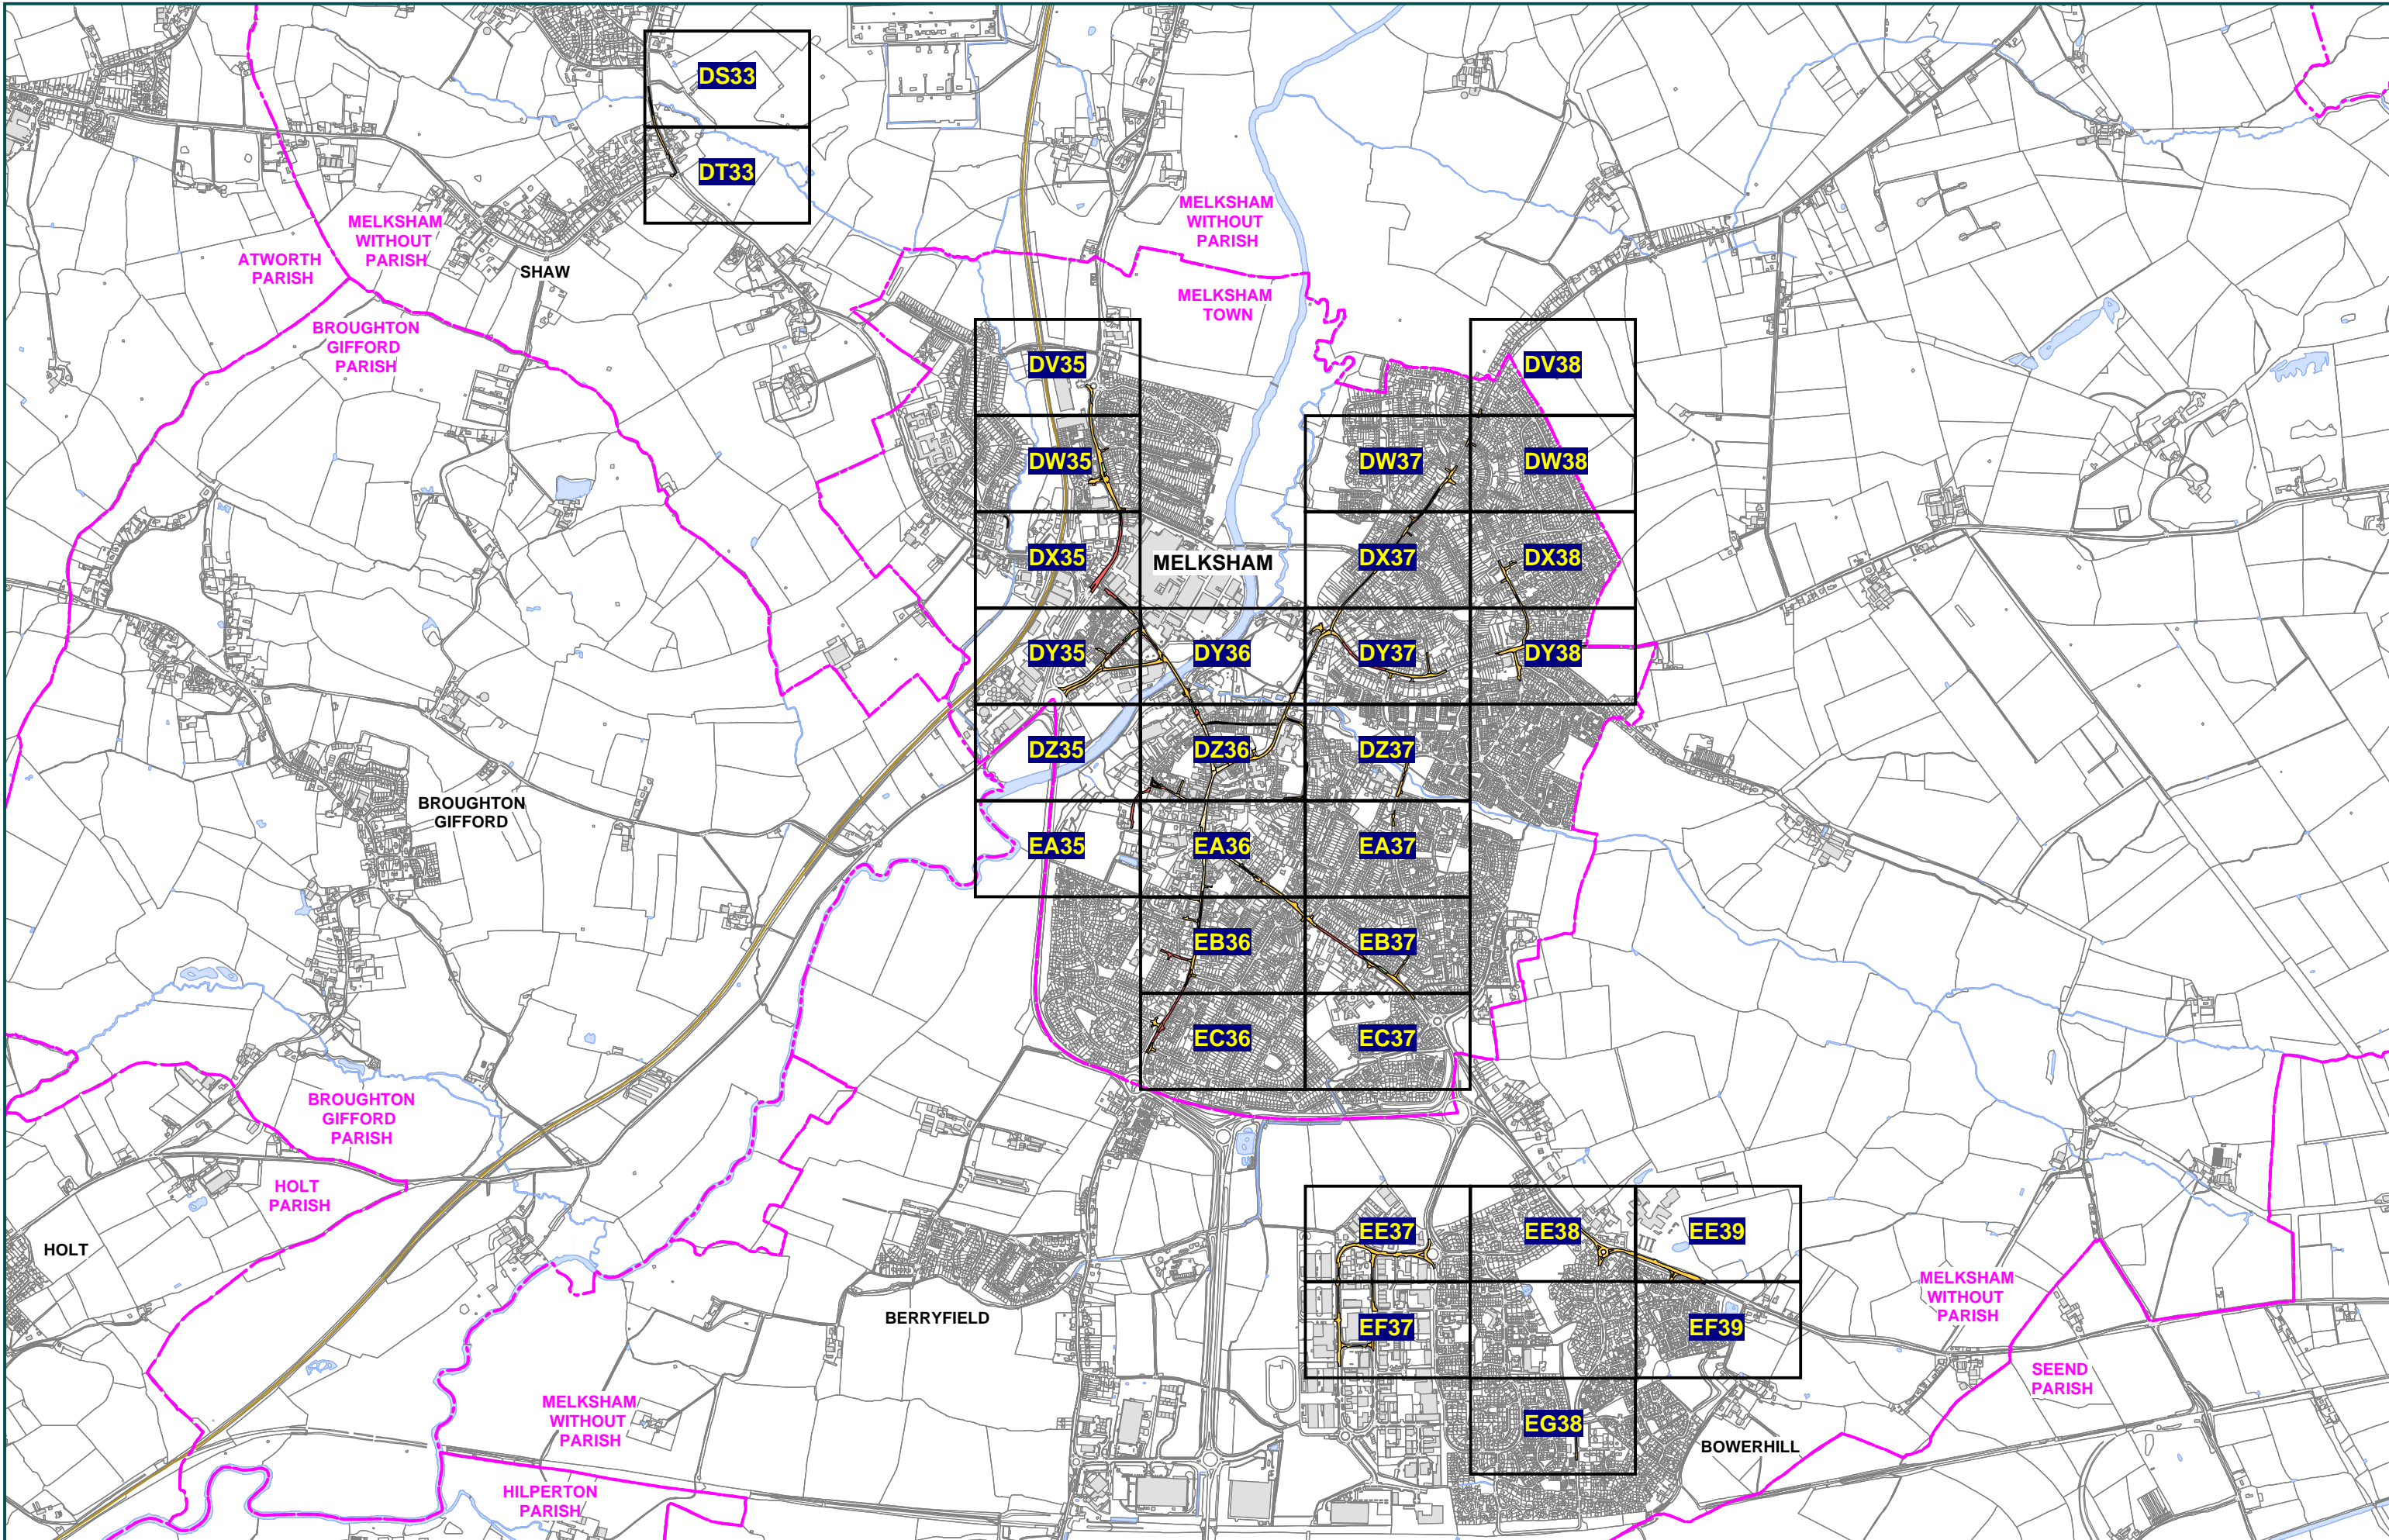 DS33
DT33
MELKSHAM
WITHOUT
PARISH
ATWORTH
PARISH
SHAW
MELKSHAM
WITHOUT
PARISH
BROUGHTON
GIFFORD
PARISH
MELKSHAM
TOWN
DV35
DV38
DW35
DW37
DW38
DX35
MELKSHAM
DX37
DX38
DY35
DY36
DY37
DY38
DZ35
DZ36
DZ37
BROUGHTON
GIFFORD
EA35
EA36
EA37
EB36
EB37
EC36
EC37
BROUGHTON
GIFFORD
PARISH
HOLT
PARISH
HOLT
EE37
EE38
EE39
BERRYFIELD
EF37
EF39
MELKSHAM
WITHOUT
PARISH
SEEND
PARISH
MELKSHAM
WITHOUT
PARISH
EG38
BOWERHILL
HILPERTON
PARISH